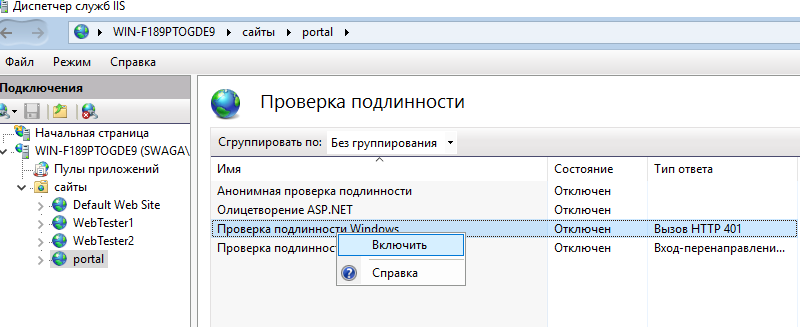 Диспетчер служб IIS
WIN-F189PTOGDE9 сайты portal
Файл Режим Справка
Подключения
Начальная страница
WIN-F189PTOGDE9 (SWAGA\
Пулы приложений
сайты
Default Web Site
WebTester1
WebTester2
portal
Проверка подлинности
Сгруппировать по: Без группирования
Имя Состояние Тип ответа
Анонимная проверка подлинности Отключен
Олицетворение ASP.NET Отключен
Проверка подлинности Windows Отключен Вызов HTTP 401
Проверка подлинност Отключен Вход-перенаправлени...
Включить
Справка